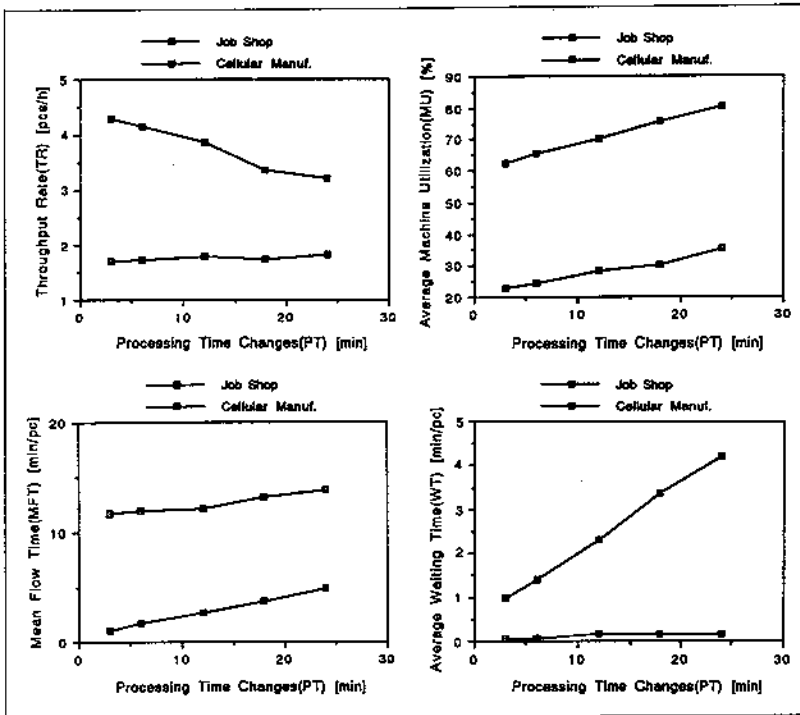 Job Shop
Cellular Manuf.
Throughput Rate(TR) [pcs/h]
5
4
3
2
1
0 10 20 30
Processing Time Changes(PT) [min]
Job Shop
Cellular Manuf.
Average Machine Utilization(MU) [%]
90
80
70
60
50
40
30
20
0 10 20 30
Processing Time Changes(PT) [min]
Job Shop
Cellular Manuf.
Mean Flow Time(MFT) [min/pc]
20
10
0
0 10 20 30
Processing Time Changes(PT) [min]
Job Shop
Cellular Manuf.
Average Waiting Time(WT) [min/pc]
5
4
3
2
1
0
0 10 20 30
Processing Time Changes(PT) [min]